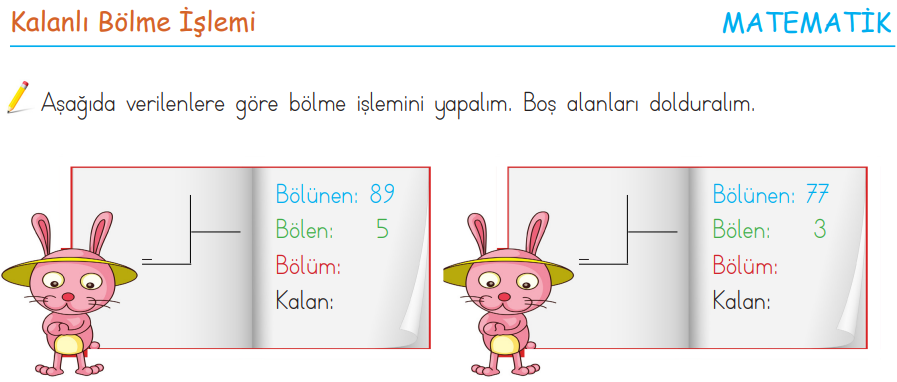 Kalanlı Bölme İşlemi
MATEMATİK
Aşağıda verilenlere göre bölme işlemini yapalım. Boş alanları dolduralım.
Bölünen: 89
Bölen: 5
Bölüm:
Kalan:
Bölünen: 77
Bölen: 3
Bölüm:
Kalan: